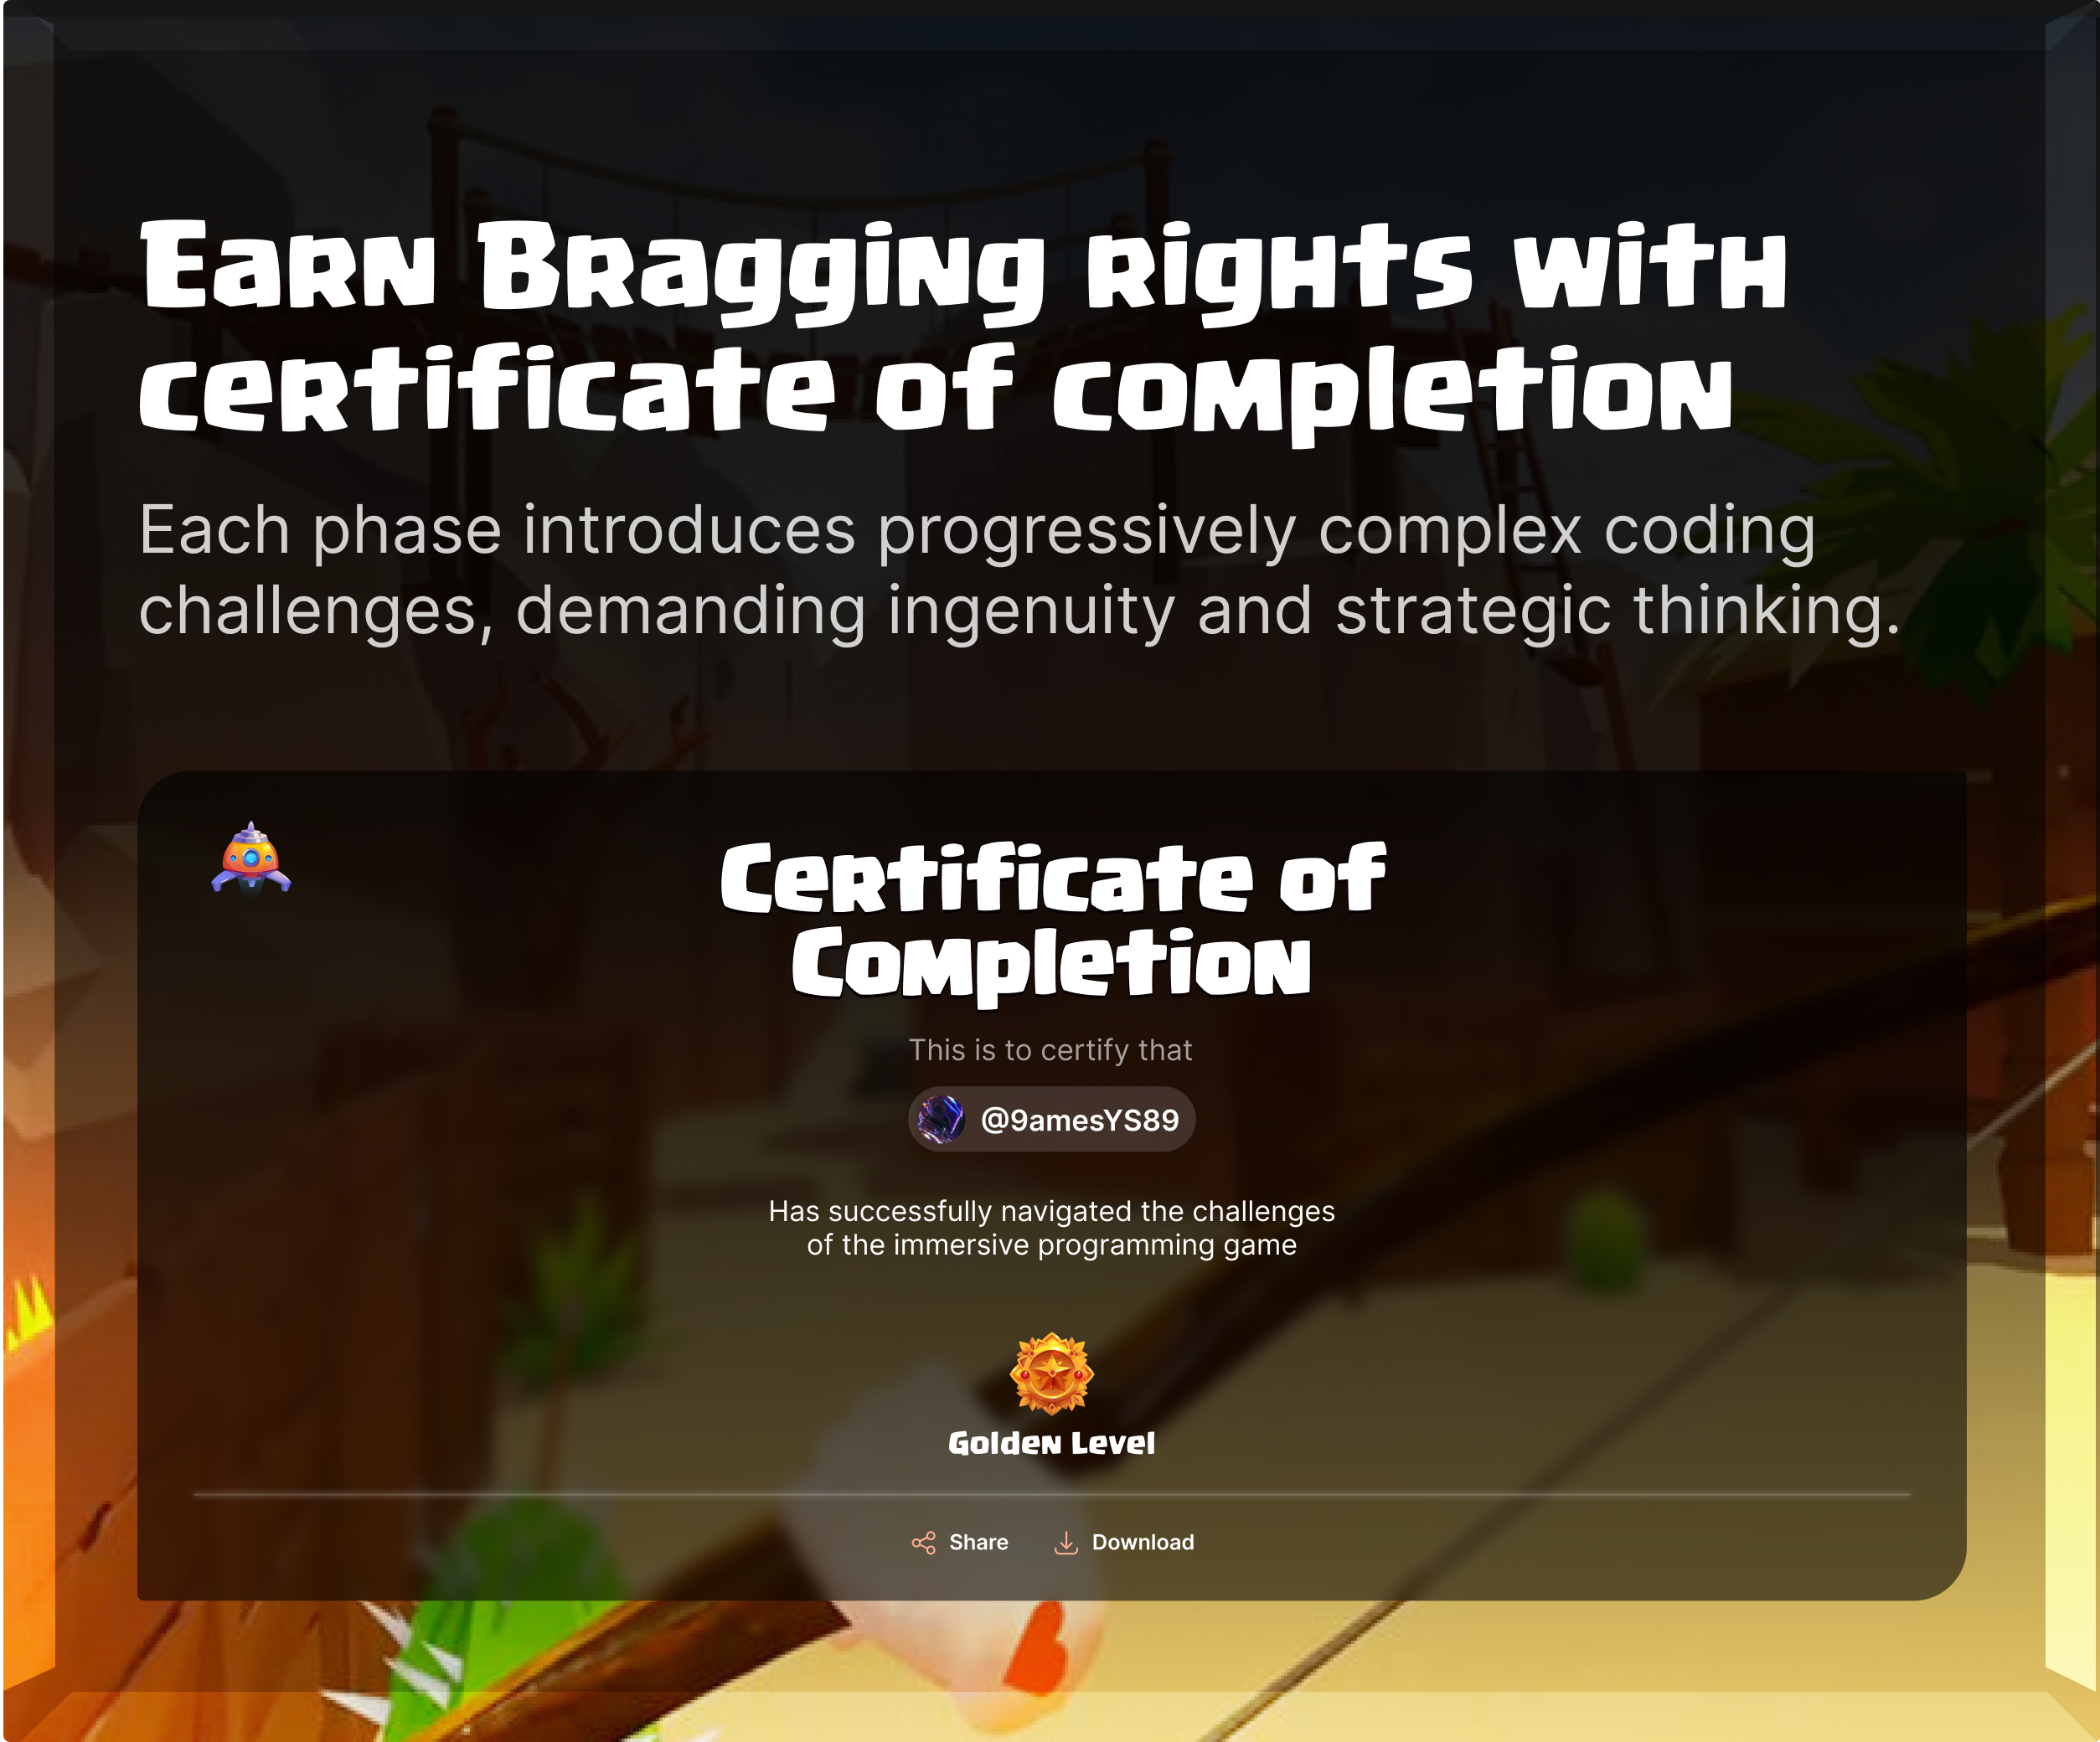 Earn Bragging rights with
certificate of completion
Each phase introduces progressively complex coding
challenges, demanding ingenuity and strategic thinking.
Certificate of
Completion
This is to certify that
@9amesYS89
Has successfully navigated the challenges
of the immersive programming game
Golden Level
Share Download